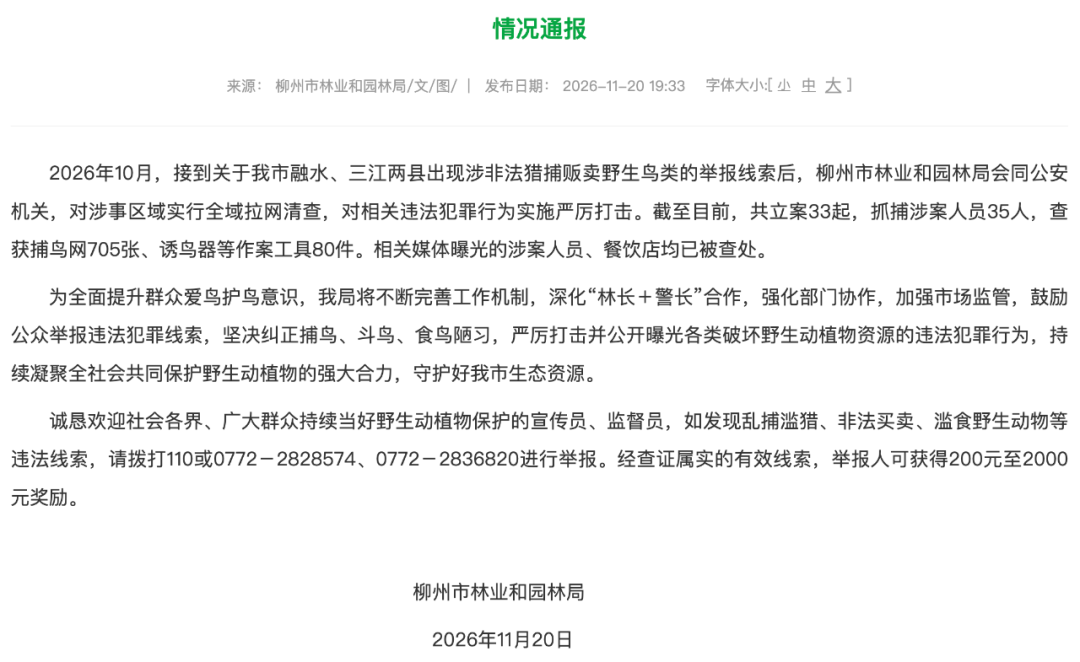 情况通报
来源： 柳州市林业和园林局/文/图/ | 发布日期： 2026-11-20 19:33 字体大小:[ 小 中 大 ]
2026年10月，接到关于我市融水、三江两县出现涉非法猎捕贩卖野生鸟类的举报线索后，柳州市林业和园林局会同公安
机关，对涉事区域实行全域拉网清查，对相关违法犯罪行为实施严厉打击。截至目前，共立案33起，抓捕涉案人员35人，查
获捕鸟网705张、诱鸟器等作案工具80件。相关媒体曝光的涉案人员、餐饮店均已被查处。
为全面提升群众爱鸟护鸟意识，我局将不断完善工作机制，深化“林长＋警长”合作，强化部门协作，加强市场监管，鼓励
公众举报违法犯罪线索，坚决纠正捕鸟、斗鸟、食鸟陋习，严厉打击并公开曝光各类破坏野生动植物资源的违法犯罪行为，持
续凝聚全社会共同保护野生动植物的强大合力，守护好我市生态资源。
诚恳欢迎社会各界、广大群众持续当好野生动植物保护的宣传员、监督员，如发现乱捕滥猎、非法买卖、滥食野生动物等
违法线索，请拨打110或0772－2828574、0772－2836820进行举报。经查证属实的有效线索，举报人可获得200元至2000
元奖励。
柳州市林业和园林局
2026年11月20日